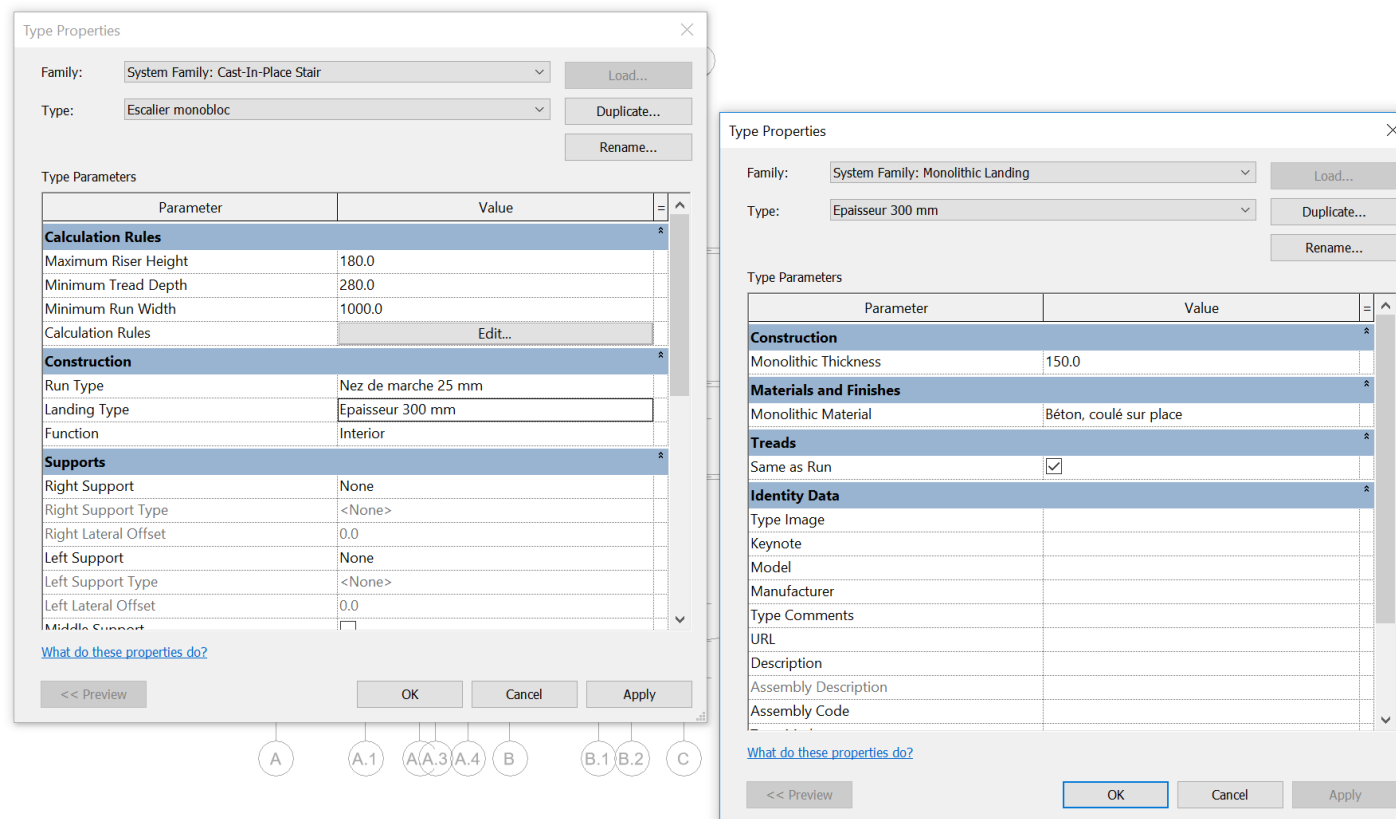 Type Properties
Family: System Family: Cast-In-Place Stair Load...
Type: Escalier monobloc Duplicate...
Rename...
Type Parameters
Parameter Value =
Calculation Rules
Maximum Riser Height 180.0
Minimum Tread Depth 280.0
Minimum Run Width 1000.0
Calculation Rules Edit...
Construction
Run Type Nez de marche 25 mm
Landing Type Epaisseur 300 mm
Function Interior
Supports
Right Support None
Right Support Type <None>
Right Lateral Offset 0.0
Left Support None
Left Support Type <None>
Left Lateral Offset 0.0
Middle Support
What do these properties do?
<< Preview OK Cancel Apply
A A.1 A.3 A.4 B B.1 B.2 C
Type Properties
Family: System Family: Monolithic Landing Load...
Type: Epaisseur 300 mm Duplicate...
Rename...
Type Parameters
Parameter Value =
Construction
Monolithic Thickness 150.0
Materials and Finishes
Monolithic Material Béton, coulé sur place
Treads
Same as Run
Identity Data
Type Image
Keynote
Model
Manufacturer
Type Comments
URL
Description
Assembly Description
Assembly Code
What do these properties do?
<< Preview OK Cancel Apply